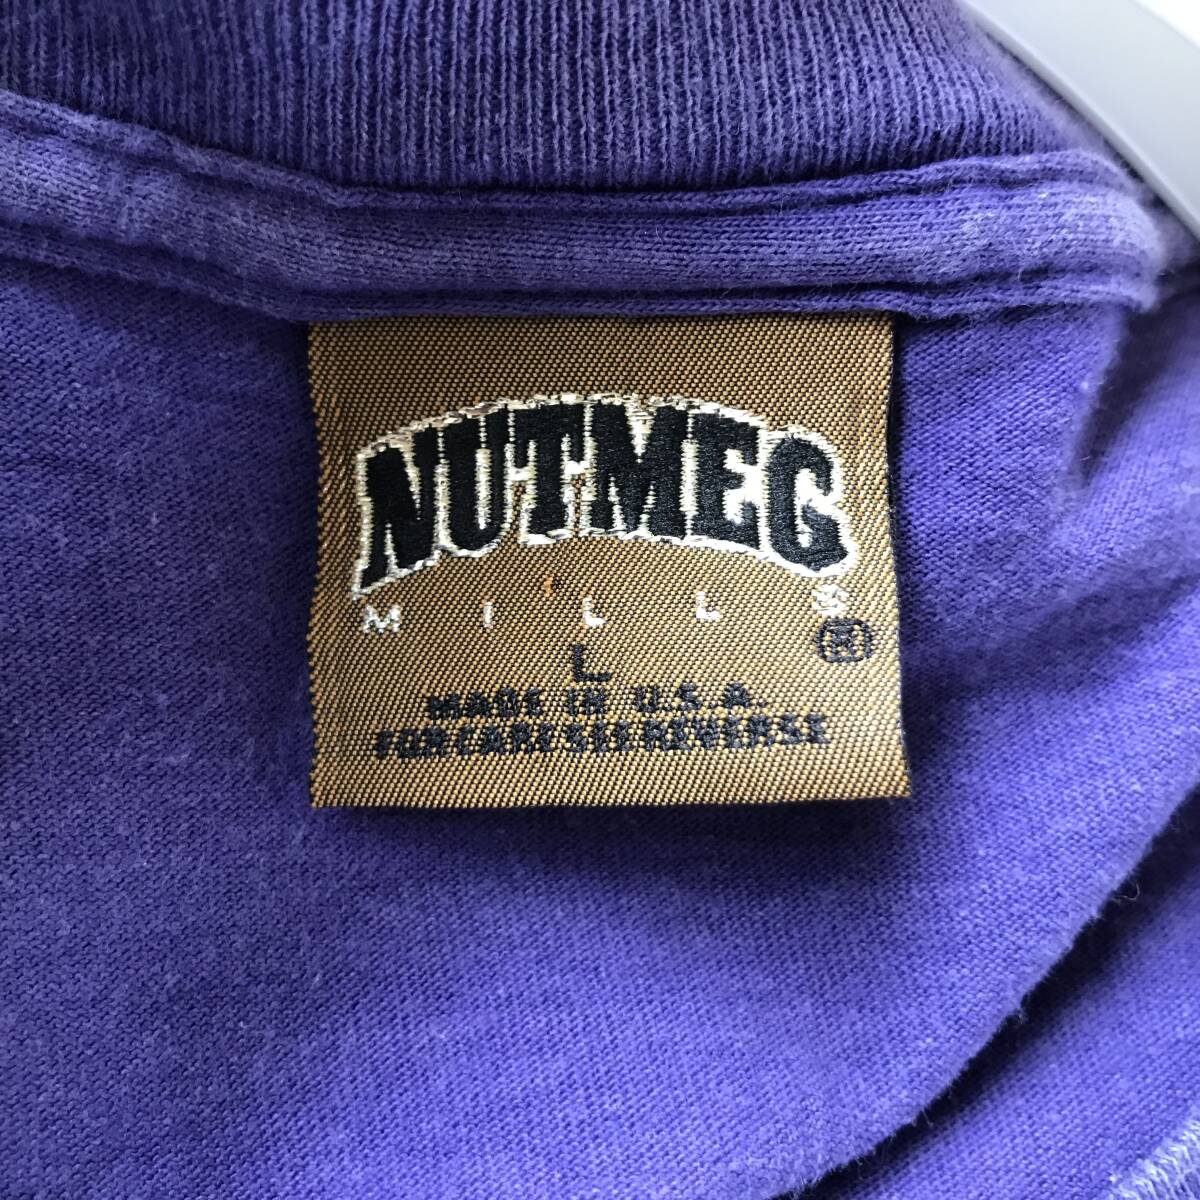 NUTMEG
MILLS
®
L
MADE IN U.S.A.
FOR CARE SEE REVERSE